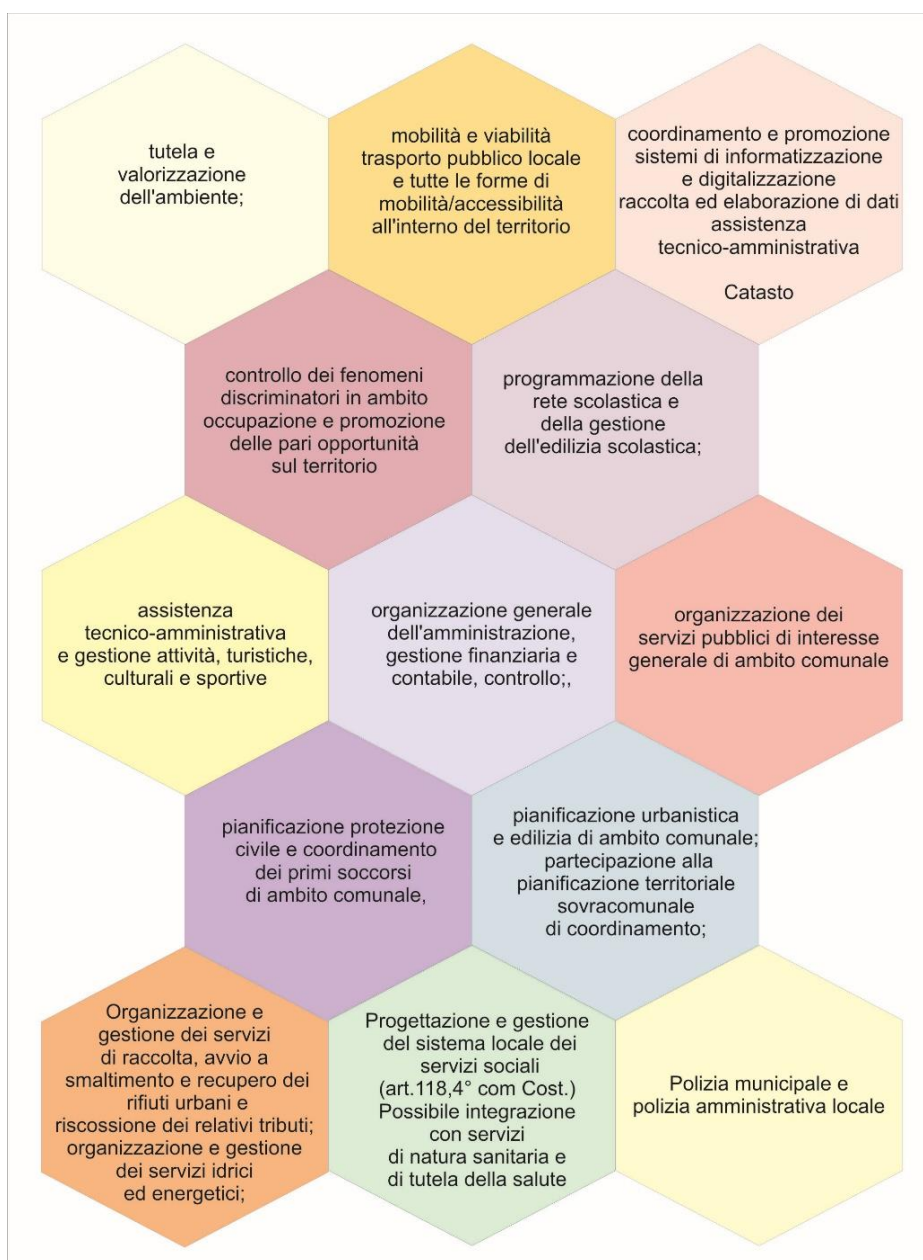 tutela e
valorizzazione
dell'ambiente;
mobilità e viabilità
trasporto pubblico locale
e tutte le forme di
mobilità/accessibilità
all'interno del territorio
coordinamento e promozione
sistemi di informatizzazione
e digitalizzazione
raccolta ed elaborazione di dati
assistenza
tecnico-amministrativa
Catasto
controllo dei fenomeni
discriminatori in ambito
occupazione e promozione
delle pari opportunità
sul territorio
programmazione della
rete scolastica e
della gestione
dell'edilizia scolastica;
assistenza
tecnico-amministrativa
e gestione attività, turistiche,
culturali e sportive
organizzazione generale
dell'amministrazione,
gestione finanziaria e
contabile, controllo;,
organizzazione dei
servizi pubblici di interesse
generale di ambito comunale
pianificazione protezione
civile e coordinamento
dei primi soccorsi
di ambito comunale,
pianificazione urbanistica
e edilizia di ambito comunale;
partecipazione alla
pianificazione territoriale
sovracomunale
di coordinamento;
Organizzazione e
gestione dei servizi
di raccolta, avvio a
smaltimento e recupero dei
rifiuti urbani e
riscossione dei relativi tributi;
organizzazione e gestione
dei servizi idrici
ed energetici;
Progettazione e gestione
del sistema locale dei
servizi sociali
(art.118,4° com Cost.)
Possibile integrazione
con servizi
di natura sanitaria e
di tutela della salute
Polizia municipale e
polizia amministrativa locale